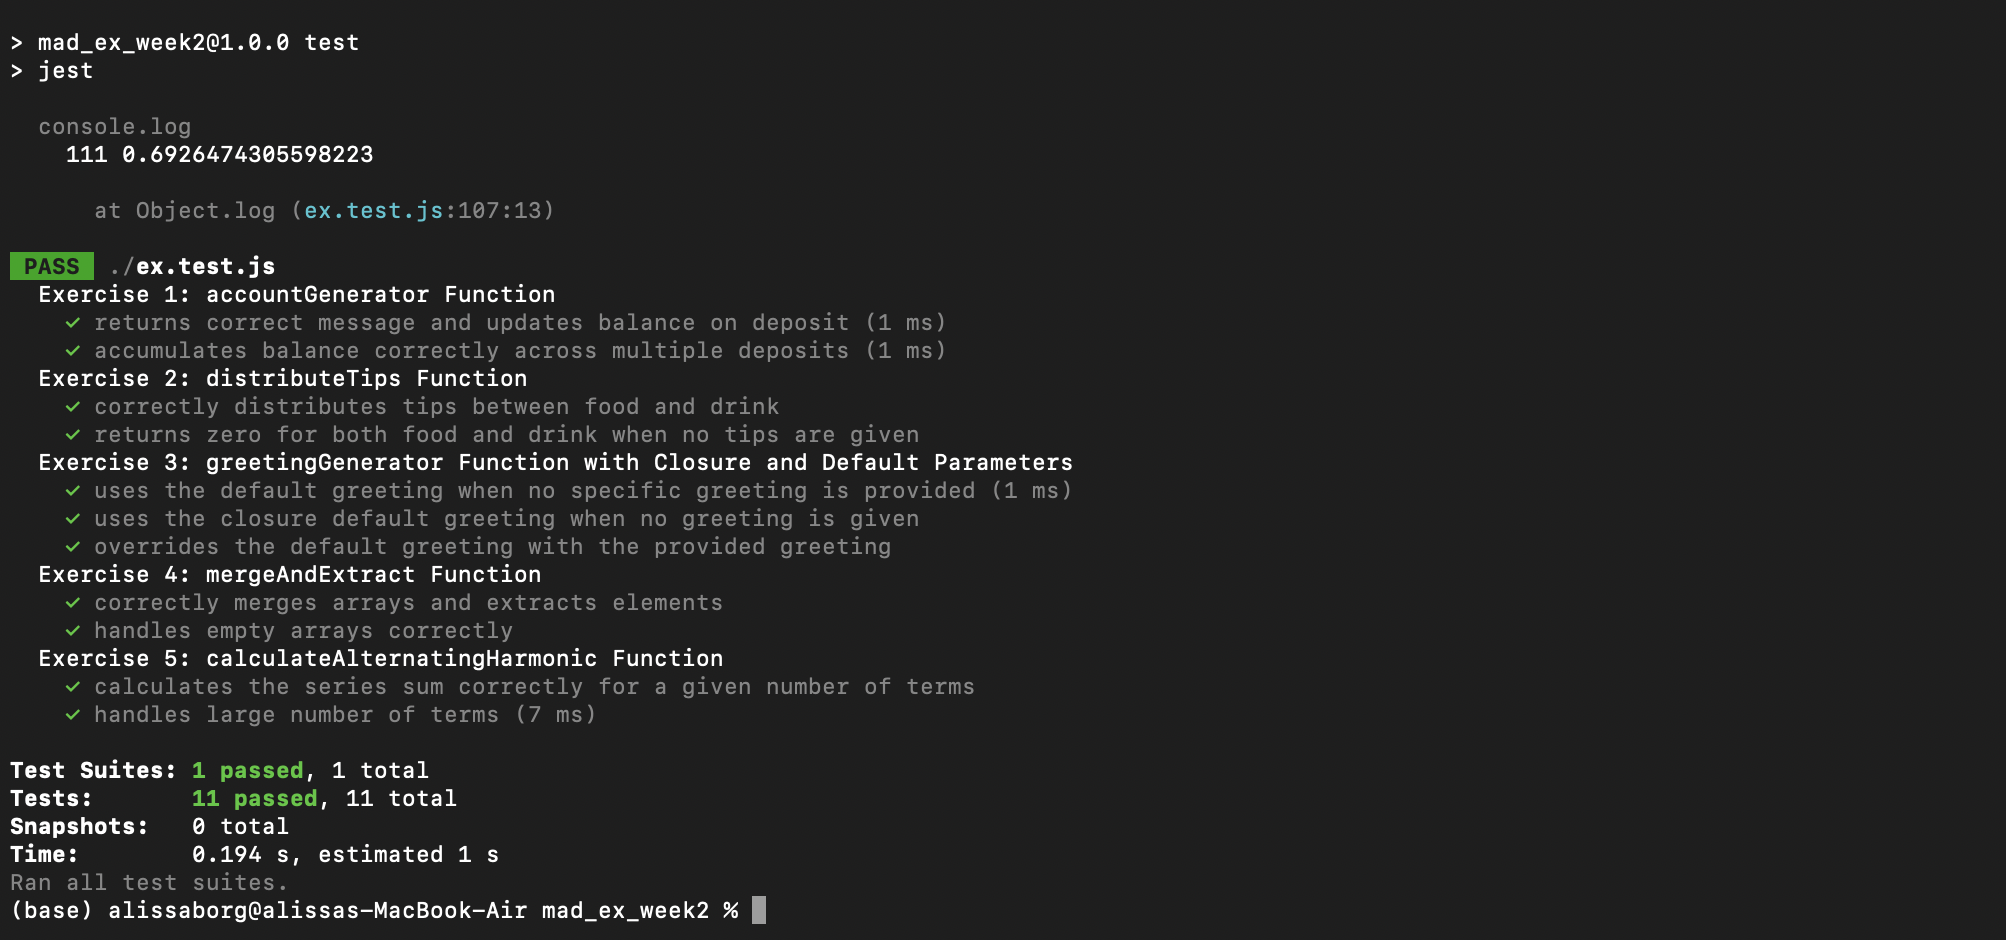 > mad_ex_week2@1.0.0 test
> jest
console.log
111 0.6926474305598223
at Object.log (ex.test.js:107:13)
PASS ./ex.test.js
Exercise 1: accountGenerator Function
✓ returns correct message and updates balance on deposit (1 ms)
✓ accumulates balance correctly across multiple deposits (1 ms)
Exercise 2: distributeTips Function
✓ correctly distributes tips between food and drink
✓ returns zero for both food and drink when no tips are given
Exercise 3: greetingGenerator Function with Closure and Default Parameters
✓ uses the default greeting when no specific greeting is provided (1 ms)
✓ uses the closure default greeting when no greeting is given
✓ overrides the default greeting with the provided greeting
Exercise 4: mergeAndExtract Function
✓ correctly merges arrays and extracts elements
✓ handles empty arrays correctly
Exercise 5: calculateAlternatingHarmonic Function
✓ calculates the series sum correctly for a given number of terms
✓ handles large number of terms (7 ms)
Test Suites: 1 passed, 1 total
Tests: 11 passed, 11 total
Snapshots: 0 total
Time: 0.194 s, estimated 1 s
Ran all test suites.
(base) alissaborg@alissas-MacBook-Air mad_ex_week2 %